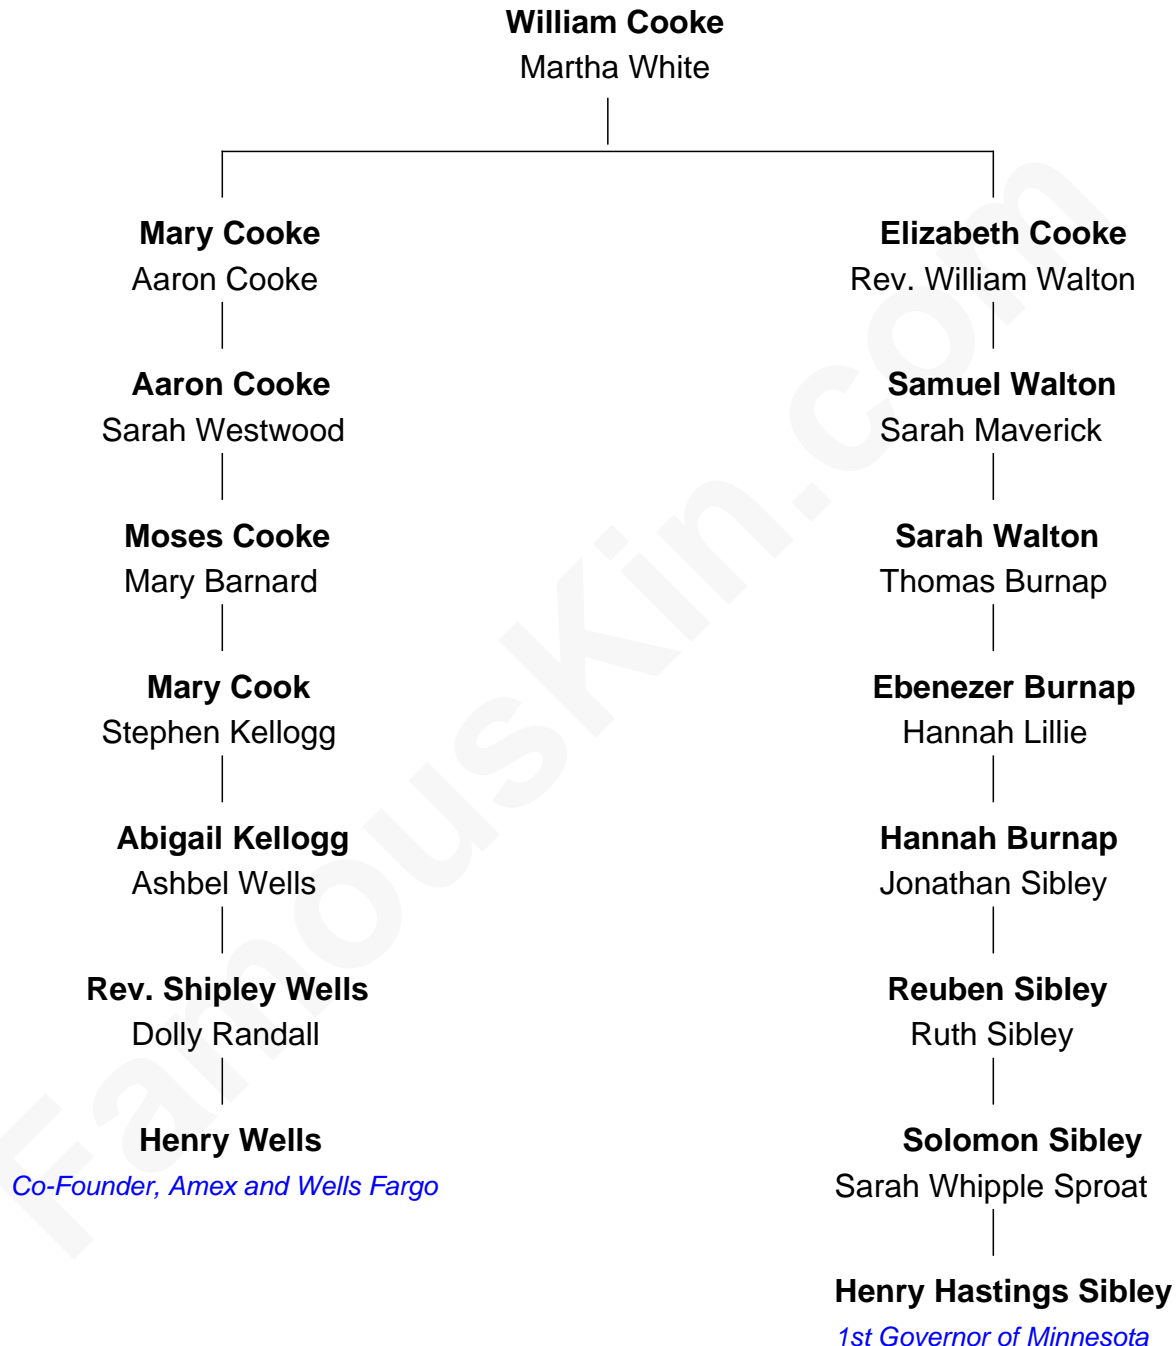 William Cooke
Martha White
Mary Cooke
Aaron Cooke
Aaron Cooke
Sarah Westwood
Moses Cooke
Mary Barnard
Mary Cook
Stephen Kellogg
Abigail Kellogg
Ashbel Wells
Rev. Shipley Wells
Dolly Randall
Henry Wells
Co-Founder, Amex and Wells Fargo
Elizabeth Cooke
Rev. William Walton
Samuel Walton
Sarah Maverick
Sarah Walton
Thomas Burnap
Ebenezer Burnap
Hannah Lillie
Hannah Burnap
Jonathan Sibley
Reuben Sibley
Ruth Sibley
Solomon Sibley
Sarah Whipple Sproat
Henry Hastings Sibley
1st Governor of Minnesota
FamousKin.com